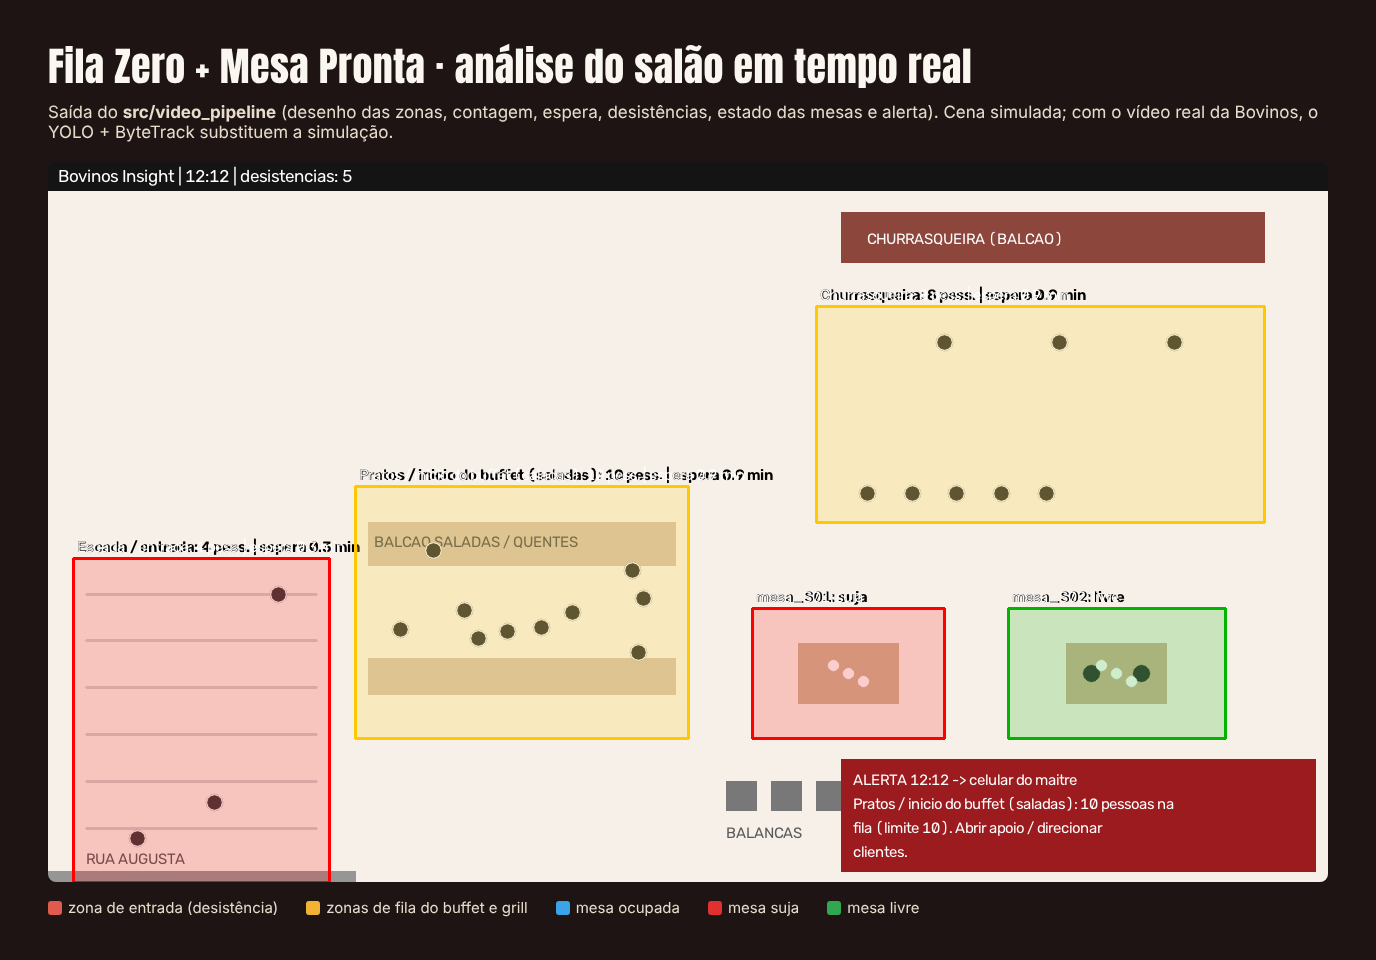 Fila Zero + Mesa Pronta · análise do salão em tempo real
Saída do src/video_pipeline (desenho das zonas, contagem, espera, desistências, estado das mesas e alerta). Cena simulada; com o vídeo real da Bovinos, o
YOLO + ByteTrack substituem a simulação.
Bovinos Insight | 12:12 | desistencias: 5
CHURRASQUEIRA (BALCAO)
Churrasqueira: 8 pess. | espera 0.0 min
Pratos / inicio do buffet (saladas): 10 pess. | espera 0.0 min
BALCAO SALADAS / QUENTES
Escada / entrada: 4 pess. | espera 0.3 min
mesa_S01: suja
mesa_S02: livre
RUA AUGUSTA
BALANCAS
ALERTA 12:12 -> celular do maitre
Pratos / inicio do buffet (saladas): 10 pessoas na
fila (limite 10). Abrir apoio / direcionar
clientes.
zona de entrada (desistência)
zonas de fila do buffet e grill
mesa ocupada
mesa suja
mesa livre